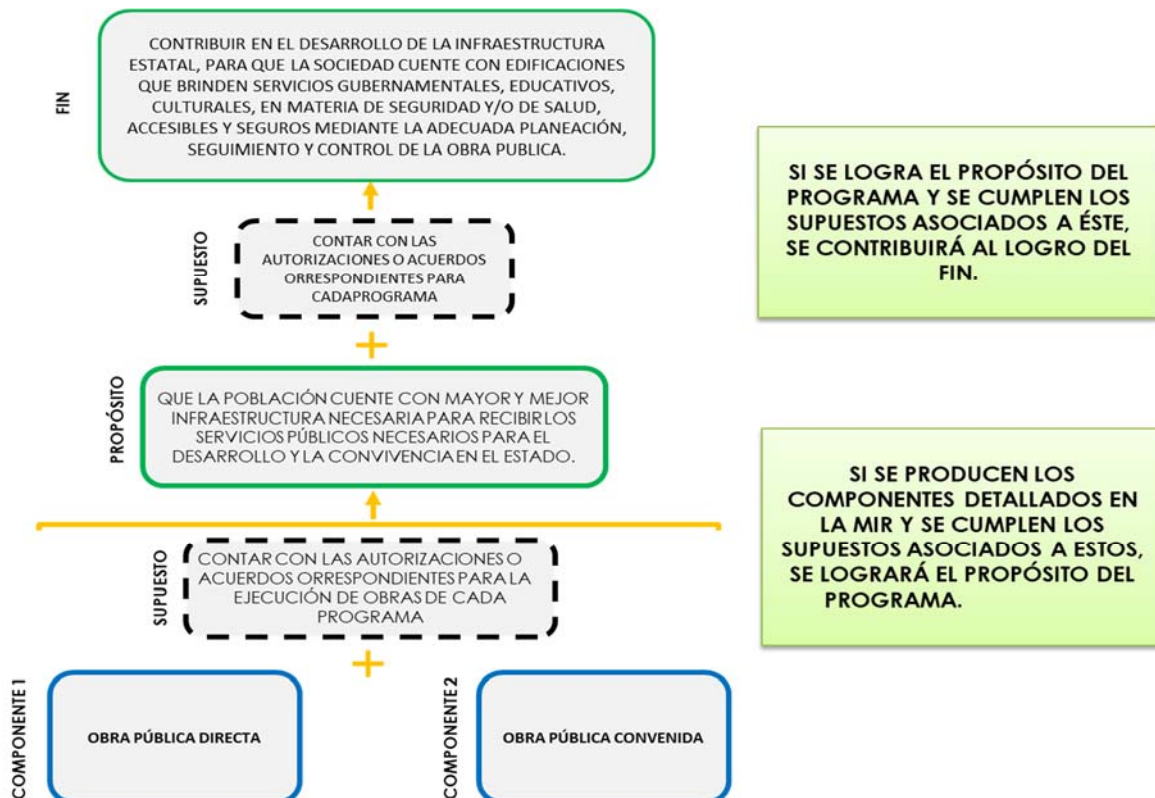 FIN
CONTRIBUIR EN EL DESARROLLO DE LA INFRAESTRUCTURA
ESTATAL, PARA QUE LA SOCIEDAD CUENTE CON EDIFICACIONES
QUE BRINDEN SERVICIOS GUBERNAMENTALES, EDUCATIVOS,
CULTURALES, EN MATERIA DE SEGURIDAD Y/O DE SALUD,
ACCESIBLES Y SEGUROS MEDIANTE LA ADECUADA PLANEACIÓN,
SEGUIMIENTO Y CONTROL DE LA OBRA PUBLICA.
SI SE LOGRA EL PROPÓSITO DEL
PROGRAMA Y SE CUMPLEN LOS
SUPUESTOS ASOCIADOS A ÉSTE,
SE CONTRIBUIRÁ AL LOGRO DEL
FIN.
SUPUESTO
CONTAR CON LAS
AUTORIZACIONES O ACUERDOS
ORRESPONDIENTES PARA
CADAPROGRAMA
PROPÓSITO
QUE LA POBLACIÓN CUENTE CON MAYOR Y MEJOR
INFRAESTRUCTURA NECESARIA PARA RECIBIR LOS
SERVICIOS PÚBLICOS NECESARIOS PARA EL
DESARROLLO Y LA CONVIVENCIA EN EL ESTADO.
SI SE PRODUCEN LOS
COMPONENTES DETALLADOS EN
LA MIR Y SE CUMPLEN LOS
SUPUESTOS ASOCIADOS A ESTOS,
SE LOGRARÁ EL PROPÓSITO DEL
PROGRAMA.
SUPUESTO
CONTAR CON LAS AUTORIZACIONES O
ACUERDOS ORRESPONDIENTES PARA LA
EJECUCIÓN DE OBRAS DE CADA
PROGRAMA
COMPONENTE 1
OBRA PÚBLICA DIRECTA
COMPONENTE 2
OBRA PÚBLICA CONVENIDA